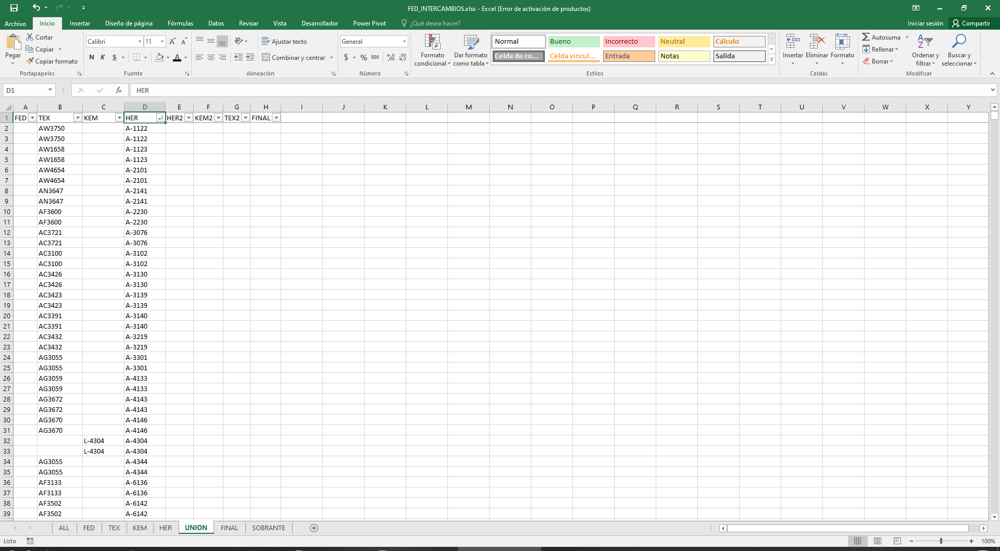 FED_INTERCAMBIOS.xlsx - Excel (Error de activación de productos)
Archivo Inicio Insertar Diseño de página Fórmulas Datos Revisar Vista Desarrollador Power Pivot ¿Qué desea hacer? Iniciar sesión Compartir
Pegar
Cortar
Copiar
Copiar formato
Portapapeles
Calibri 11
N K S
Fuente
Ajustar texto
Combinar y centrar
Alineación
General
$ % 000
Número
Formato condicional
Dar formato como tabla
Normal Bueno Incorrecto Neutral Cálculo
Celda de co... Celda vincul... Entrada Notas Salida
Estilos
Insertar Eliminar Formato
Celdas
Autosuma
Rellenar
Borrar
Ordenar y filtrar
Buscar y seleccionar
Modificar
D1 fx HER
A B C D E F G H I J K L M N O P Q R S T U V W X Y
1 FED TEX KEM HER HER2 KEM2 TEX2 FINAL
2 AW3750 A-1122
3 AW3750 A-1122
4 AW1658 A-1123
5 AW1658 A-1123
6 AW4654 A-2101
7 AW4654 A-2101
8 AN3647 A-2141
9 AN3647 A-2141
10 AF3600 A-2230
11 AF3600 A-2230
12 AC3721 A-3076
13 AC3721 A-3076
14 AC3100 A-3102
15 AC3100 A-3102
16 AC3426 A-3130
17 AC3426 A-3130
18 AC3423 A-3139
19 AC3423 A-3139
20 AC3391 A-3140
21 AC3391 A-3140
22 AC3432 A-3219
23 AC3432 A-3219
24 AG3055 A-3301
25 AG3055 A-3301
26 AG3059 A-4133
27 AG3059 A-4133
28 AG3672 A-4143
29 AG3672 A-4143
30 AG3670 A-4146
31 AG3670 A-4146
32 L-4304 A-4304
33 L-4304 A-4304
34 AG3055 A-4344
35 AG3055 A-4344
36 AF3133 A-6136
37 AF3133 A-6136
38 AF3502 A-6142
39 AF3502 A-6142
ALL FED TEX KEM HER UNION FINAL SOBRANTE
Listo 100%